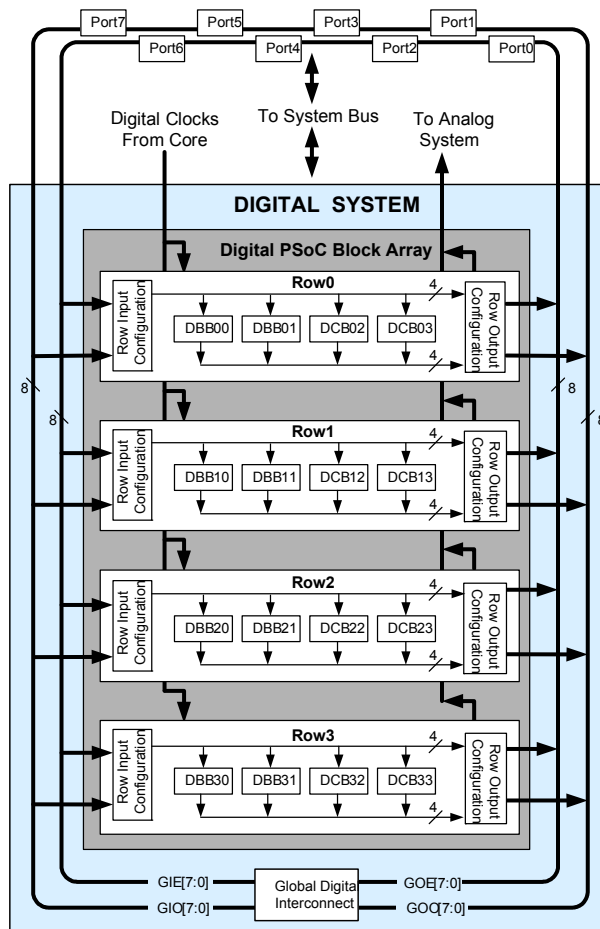 Port7
Port5
Port3
Port1
Port6
Port4
Port2
Port0
Digital Clocks
From Core
To System Bus
To Analog
System
DIGITAL SYSTEM
Digital PSoC Block Array
Row0
Row Input
Configuration
4
DBB00
DBB01
DCB02
DCB03
4
Row Output
Configuration
8
8
8
8
Row1
Row Input
Configuration
4
DBB10
DBB11
DCB12
DCB13
4
Row Output
Configuration
Row2
Row Input
Configuration
4
DBB20
DBB21
DCB22
DCB23
4
Row Output
Configuration
Row3
Row Input
Configuration
4
DBB30
DBB31
DCB32
DCB33
4
Row Output
Configuration
GIE[7:0]
GIO[7:0]
Global Digital
Interconnect
GOE[7:0]
GOO[7:0]